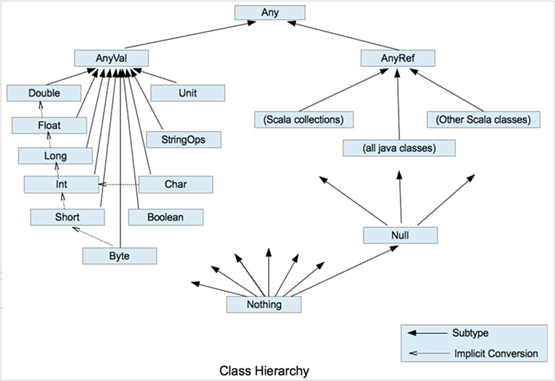 Any
AnyVal
AnyRef
Double
Unit
Float
(Scala collections)
(Other Scala classes)
StringOps
(all java classes)
Long
Int
Char
Short
Boolean
Null
Byte
Nothing
Subtype
Implicit Conversion
Class Hierarchy